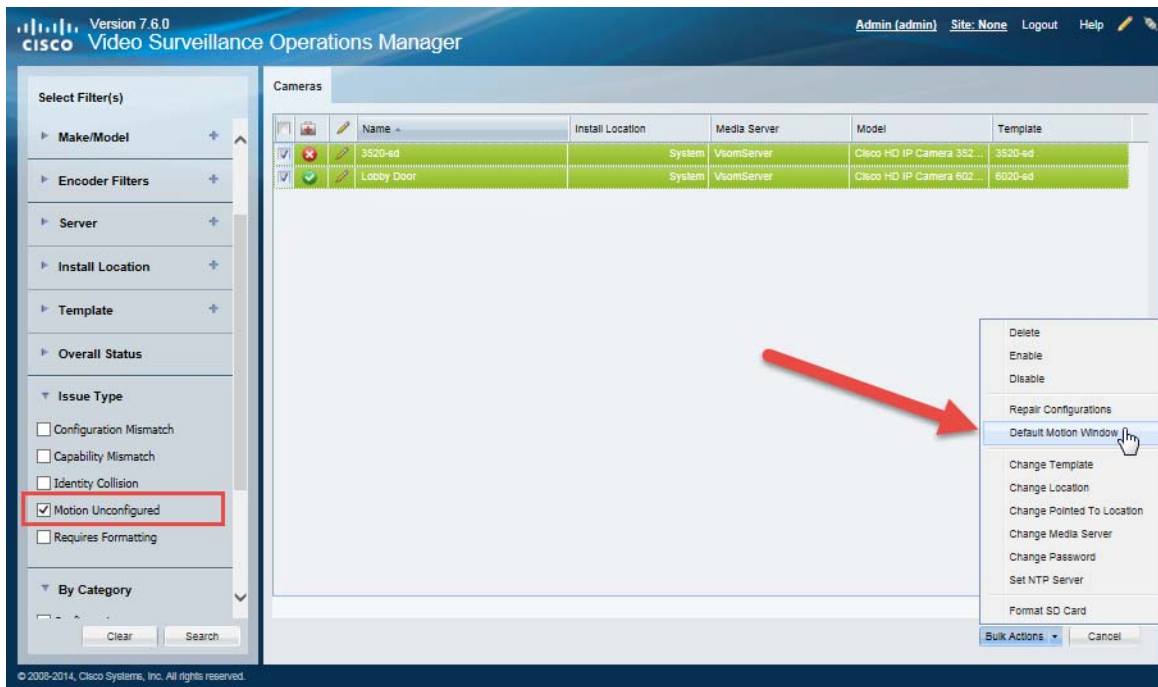 Version 7.6.0
CISCO Video Surveillance Operations Manager
Admin (admin) Site: None Logout Help
Select Filter(s)
Make/Model
Encoder Filters
Server
Install Location
Template
Overall Status
Issue Type
Configuration Mismatch
Capability Mismatch
Identity Collision
Motion Unconfigured
Requires Formatting
By Category
Clear Search
Cameras
Name Install Location Media Server Model Template
3520-sd System VsomServer Cisco HD IP Camera 352... 3520-sd
Lobby Door System VsomServer Cisco HD IP Camera 602... 6020-sd
Delete
Enable
Disable
Repair Configurations
Default Motion Window
Change Template
Change Location
Change Pointed To Location
Change Media Server
Change Password
Set NTP Server
Format SD Card
Bulk Actions Cancel
© 2008-2014, Cisco Systems, Inc. All rights reserved.